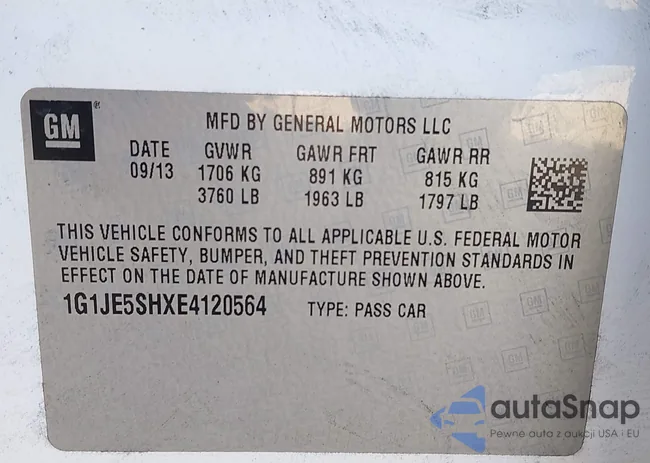 GM®
MFD BY GENERAL MOTORS LLC
DATE GVWR GAWR FRT GAWR RR
09/13 1706 KG 891 KG 815 KG
3760 LB 1963 LB 1797 LB
THIS VEHICLE CONFORMS TO ALL APPLICABLE U.S. FEDERAL MOTOR
VEHICLE SAFETY, BUMPER, AND THEFT PREVENTION STANDARDS IN
EFFECT ON THE DATE OF MANUFACTURE SHOWN ABOVE.
1G1JE5SHXE4120564 TYPE: PASS CAR
autaSnap
Pewne auta z aukcji USA i EU